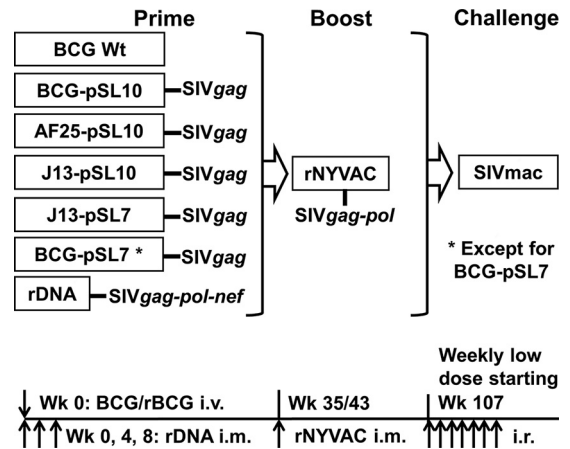 Prime Boost Challenge
BCG Wt
BCG-pSL10 SIVgag
AF25-pSL10 SIVgag
J13-pSL10 SIVgag
J13-pSL7 SIVgag
BCG-pSL7 * SIVgag
rDNA SIVgag-pol-nef
rNYVAC
SIVgag-pol
SIVmac
* Except for
BCG-pSL7
Weekly low
dose starting
Wk 0: BCG/rBCG i.v. Wk 35/43 Wk 107
Wk 0, 4, 8: rDNA i.m. rNYVAC i.m. i.r.